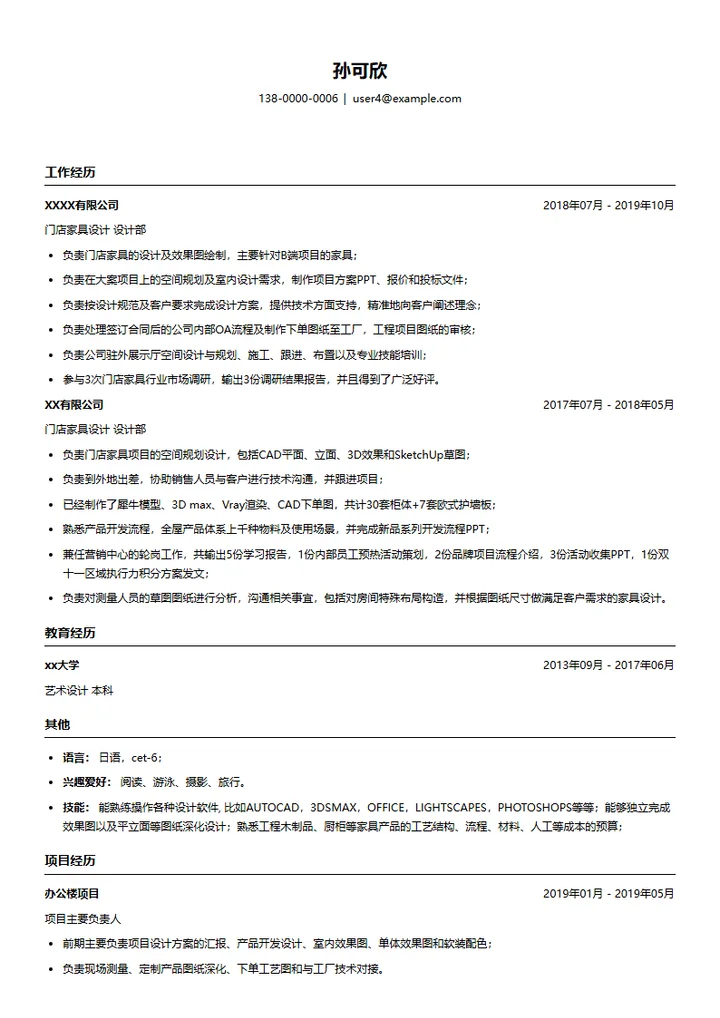 孙可欣
138-0000-0006 | user4@example.com
工作经历
XXXX有限公司 2018年07月 - 2019年10月
门店家具设计 设计部
• 负责门店家具的设计及效果图绘制，主要针对B端项目的家具；
• 负责在大案项目上的空间规划及室内设计需求，制作项目方案PPT、报价和投标文件；
• 负责按设计规范及客户要求完成设计方案，提供技术方面支持，精准地向客户阐述理念；
• 负责处理签订合同后的公司内部OA流程及制作下单图纸至工厂，工程项目图纸的审核；
• 负责公司驻外展示厅空间设计与规划、施工、跟进、布置以及专业技能培训；
• 参与3次门店家具行业市场调研，输出3份调研结果报告，并且得到了广泛好评。
XX有限公司 2017年07月 - 2018年05月
门店家具设计 设计部
• 负责门店家具项目的空间规划设计，包括CAD平面、立面、3D效果和SketchUp草图；
• 负责到外地出差，协助销售人员与客户进行技术沟通，并跟进项目；
• 已经制作了犀牛模型、3D max、Vray渲染、CAD下单图，共计30套柜体+7套欧式护墙板；
• 熟悉产品开发流程，全屋产品体系上千种物料及使用场景，并完成新品系列开发流程PPT；
• 兼任营销中心的轮岗工作，共输出5份学习报告，1份内部员工预热活动策划，2份品牌项目流程介绍，3份活动收集PPT，1份双
十一区域执行力积分方案发文；
• 负责对测量人员的草图图纸进行分析，沟通相关事宜，包括对房间特殊布局构造，并根据图纸尺寸做满足客户需求的家具设计。
教育经历
xx大学 2013年09月 - 2017年06月
艺术设计 本科
其他
• 语言： 日语，cet-6；
• 兴趣爱好： 阅读、游泳、摄影、旅行。
• 技能： 能熟练操作各种设计软件, 比如AUTOCAD，3DSMAX，OFFICE，LIGHTSCAPES，PHOTOSHOPS等等；能够独立完成
效果图以及平立面等图纸深化设计；熟悉工程木制品、厨柜等家具产品的工艺结构、流程、材料、人工等成本的预算；
项目经历
办公楼项目 2019年01月 - 2019年05月
项目主要负责人
• 前期主要负责项目设计方案的汇报、产品开发设计、室内效果图、单体效果图和软装配色；
• 负责现场测量、定制产品图纸深化、下单工艺图和与工厂技术对接。